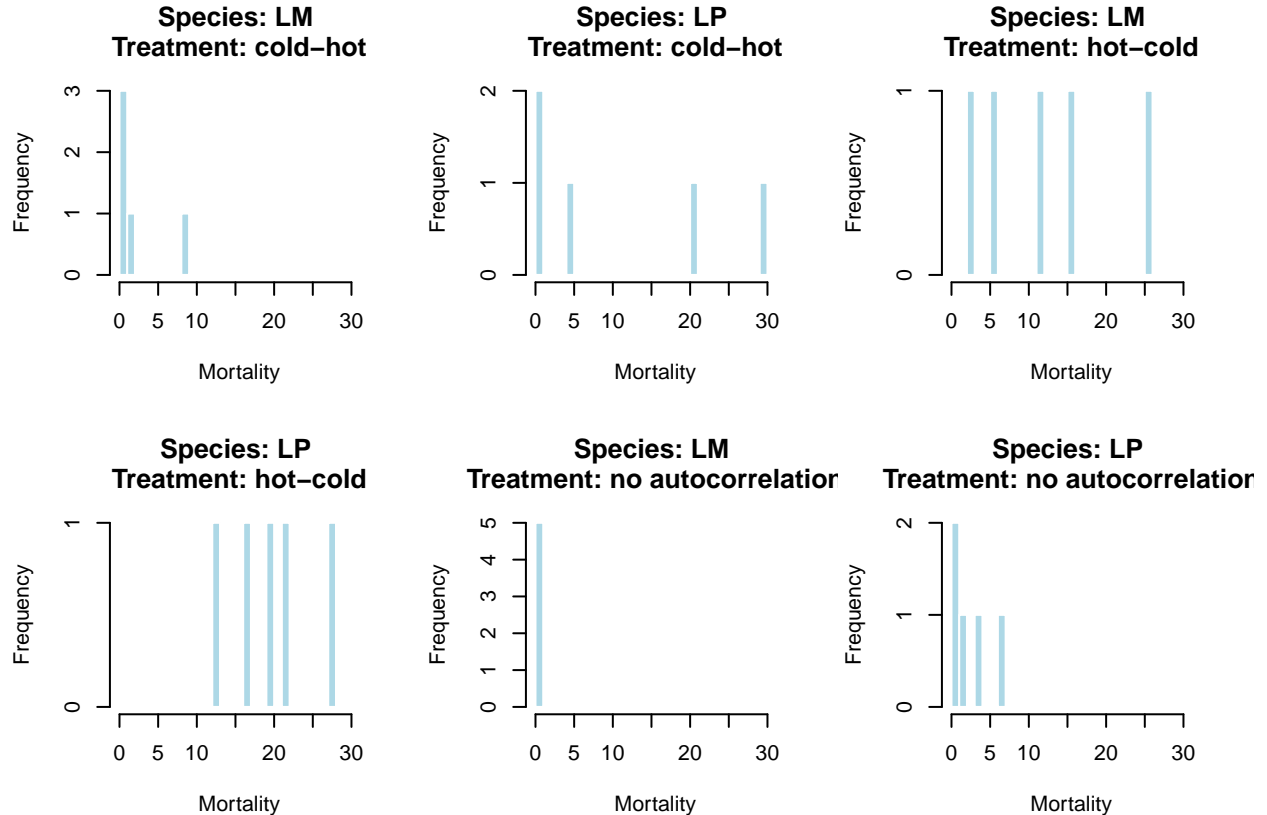 Species: LM
Treatment: cold−hot
3
2
1
0
Frequency
0 5 10 20 30
Mortality
Species: LP
Treatment: cold−hot
2
1
0
Frequency
0 5 10 20 30
Mortality
Species: LM
Treatment: hot−cold
1
0
Frequency
0 5 10 20 30
Mortality
Species: LP
Treatment: hot−cold
1
0
Frequency
0 5 10 20 30
Mortality
Species: LM
Treatment: no autocorrelation
5
4
3
2
1
0
Frequency
0 5 10 20 30
Mortality
Species: LP
Treatment: no autocorrelation
2
1
0
Frequency
0 5 10 20 30
Mortality